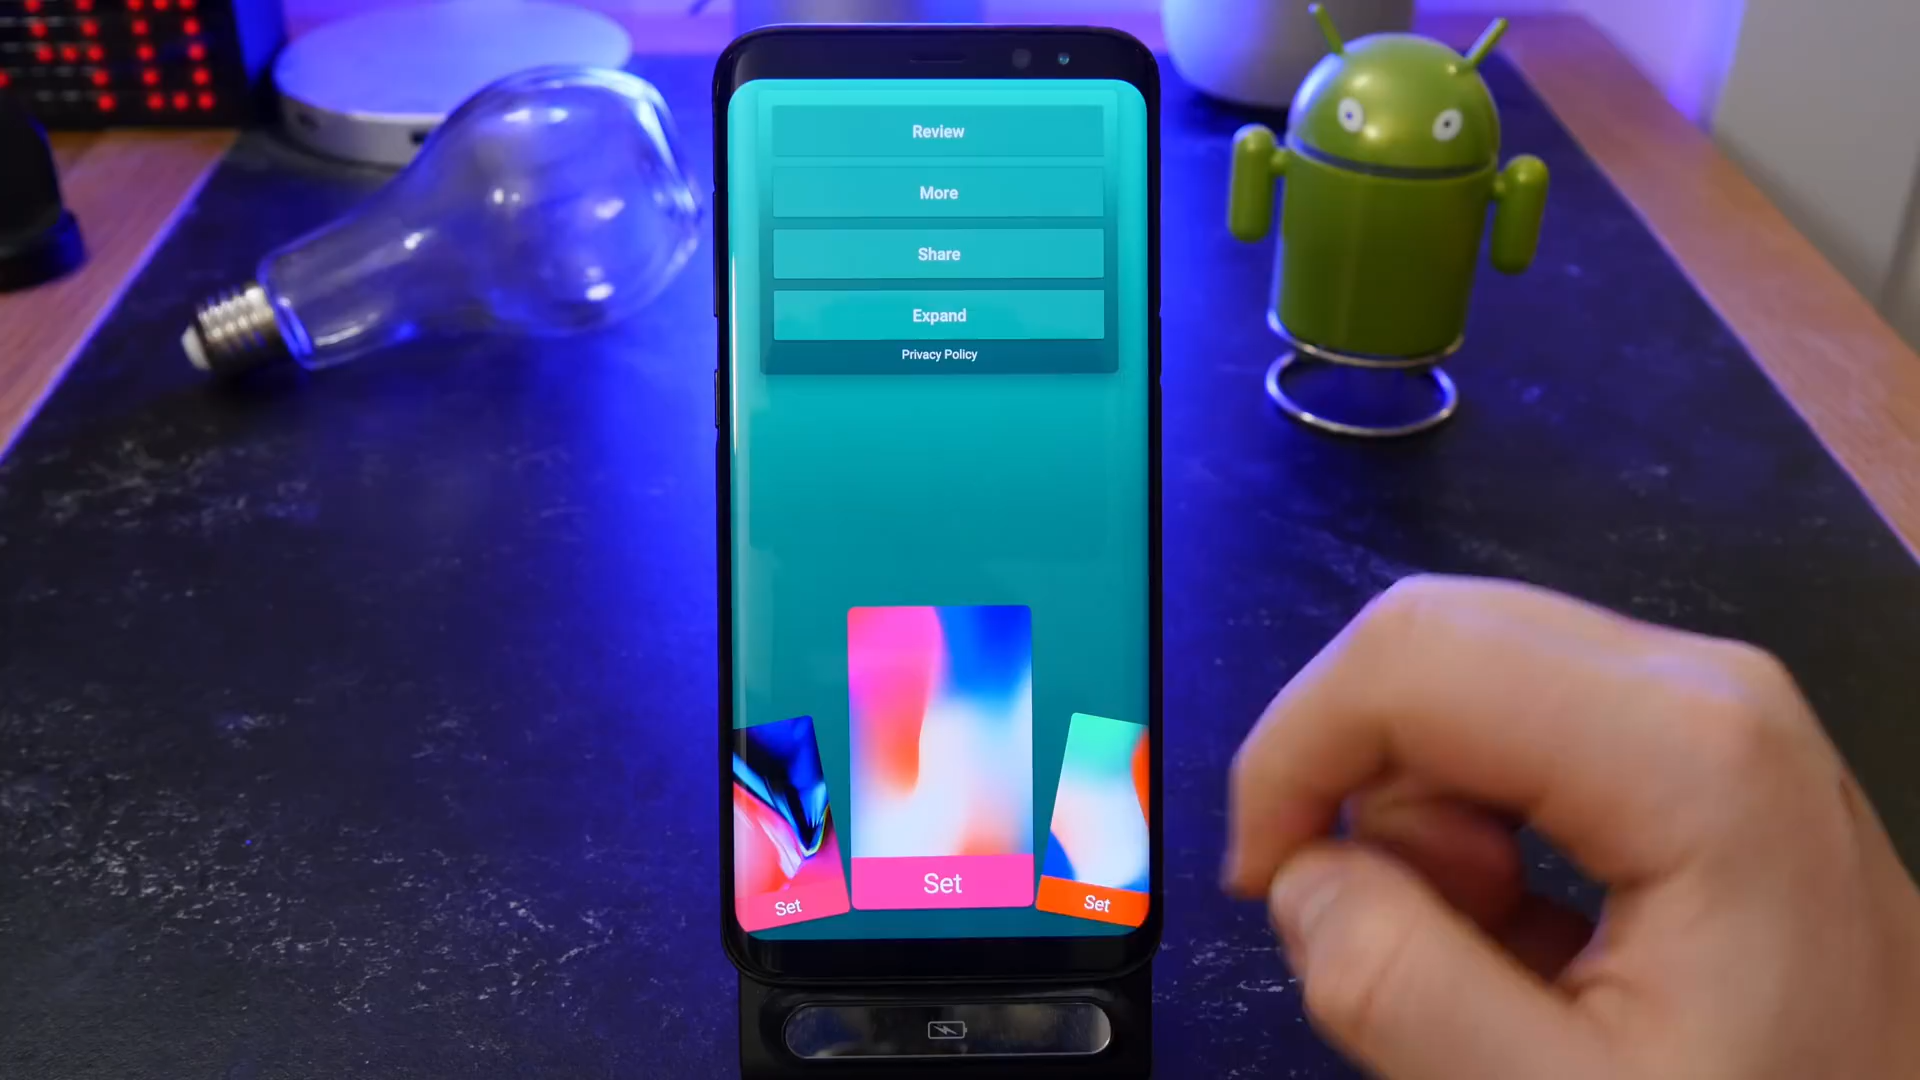 Review
More
Share
Expand
Privacy Policy
Set
Set
Set